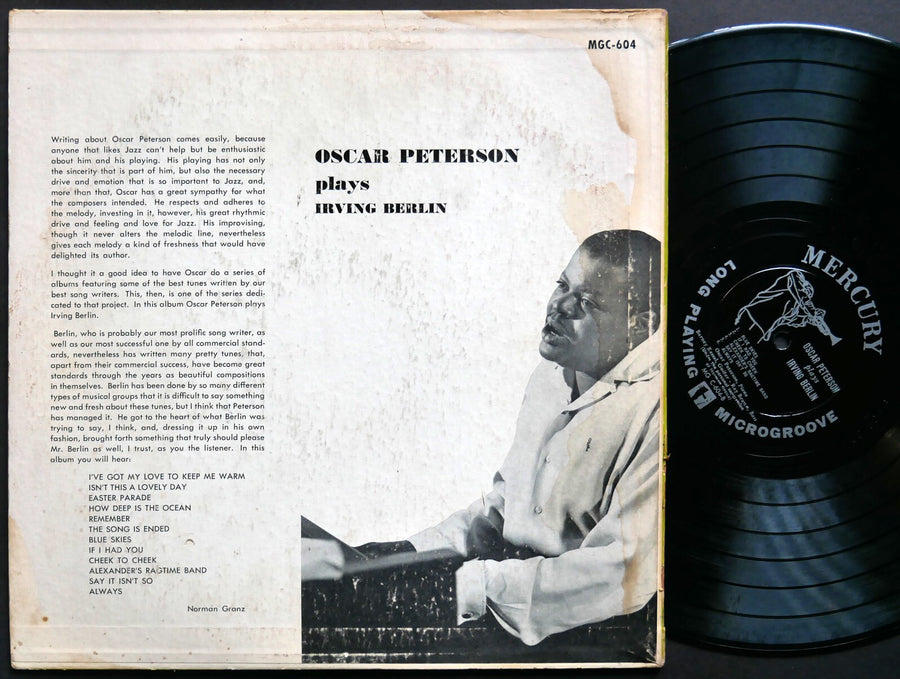 MGC-604
Writing about Oscar Peterson comes easily, because
anyone that likes Jazz can't help but be enthusiastic
about him and his playing. His playing has not only
the sincerity that is part of him, but also the necessary
drive and emotion that is so important to Jazz, and,
more than that, Oscar has a great sympathy for what
the composers intended. He respects and adheres to
the melody, investing in it, however, his great rhythmic
drive and feeling and love for Jazz. His improvising,
though it never alters the melodic line, nevertheless
gives each melody a kind of freshness that would have
delighted its author.
I thought it a good idea to have Oscar do a series of
albums featuring some of the best tunes written by our
best song writers. This, then, is one of the series dedi-
cated to that project. In this album Oscar Peterson plays
Irving Berlin.
Berlin, who is probably our most prolific song writer, as
well as our most successful one by all commercial stand-
ards, nevertheless has written many pretty tunes, that,
apart from their commercial success, have become great
standards through the years as beautiful compositions
in themselves. Berlin has been done by so many different
types of musical groups that it is difficult to say something
new and fresh about these tunes, but I think that Peterson
has managed it. He got to the heart of what Berlin was
trying to say, I think, and, dressing it up in his own
fashion, brought forth something that truly should please
Mr. Berlin as well, I trust, as you the listener. In this
album you will hear:
I'VE GOT MY LOVE TO KEEP ME WARM
ISN'T THIS A LOVELY DAY
EASTER PARADE
HOW DEEP IS THE OCEAN
REMEMBER
THE SONG IS ENDED
BLUE SKIES
IF I HAD YOU
CHEEK TO CHEEK
ALEXANDER'S RAGTIME BAND
SAY IT ISN'T SO
ALWAYS
Norman Granz
OSCAR PETERSON
plays
IRVING BERLIN
MERCURY
LONG PLAYING
MICROGROOVE
OSCAR PETERSON
plays
IRVING BERLIN